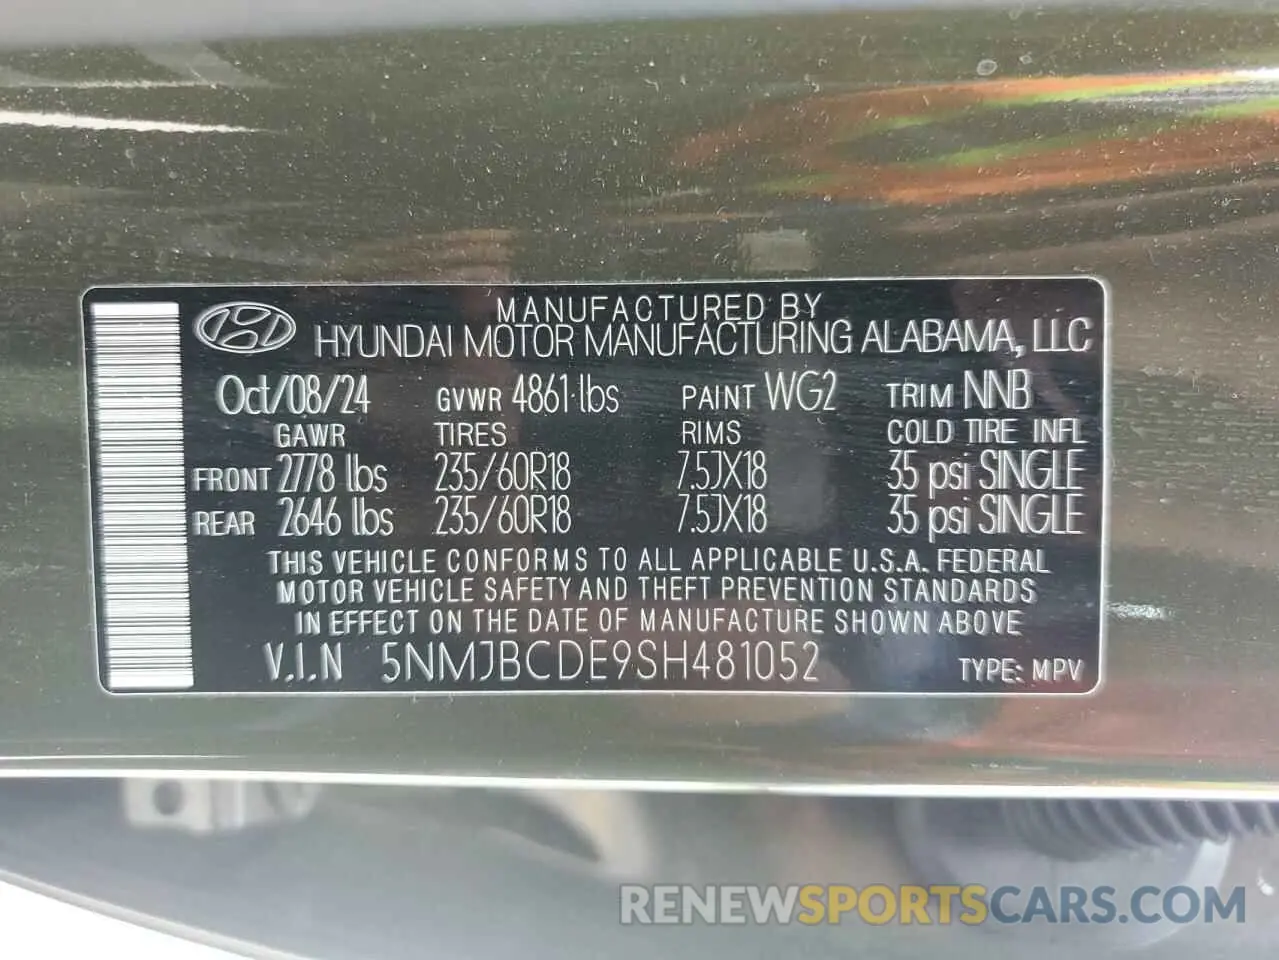 MANUFACTURED BY
HYUNDAI MOTOR MANUFACTURING ALABAMA, LLC
Oct/08/24 GVWR 4861 lbs PAINT WG2 TRIM NNB
GAWR TIRES RIMS COLD TIRE INFL
FRONT 2778 lbs 235/60R18 7.5JX18 35 psi SINGLE
REAR 2646 lbs 235/60R18 7.5JX18 35 psi SINGLE
THIS VEHICLE CONFORMS TO ALL APPLICABLE U.S.A. FEDERAL
MOTOR VEHICLE SAFETY AND THEFT PREVENTION STANDARDS
IN EFFECT ON THE DATE OF MANUFACTURE SHOWN ABOVE
V.I.N 5NMJBCDE9SH481052 TYPE: MPV
RENEWSPORTSCARS.COM